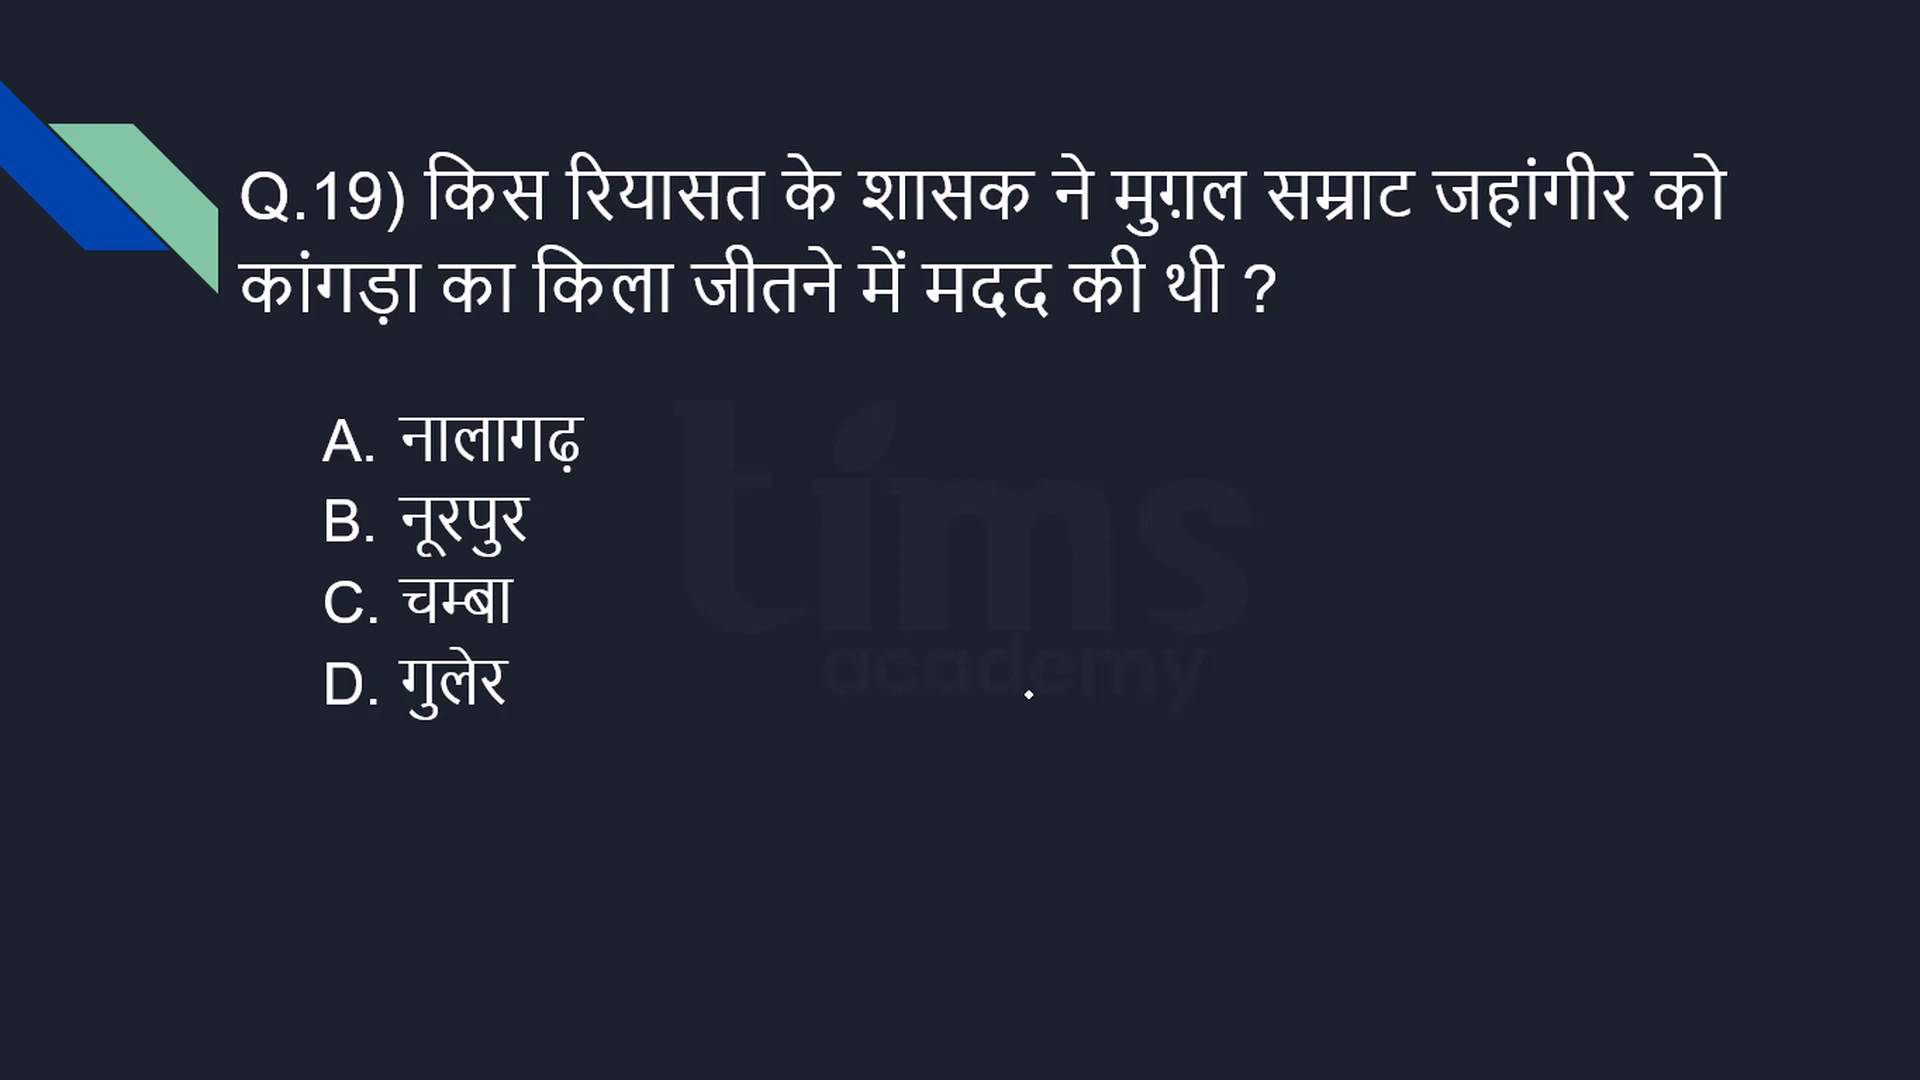 Q.19) किस रियासत के शासक ने मुग़ल सम्राट जहांगीर को
कांगड़ा का किला जीतने में मदद की थी ?
A. नालागढ़
B. नूरपुर
C. चम्बा
D. गुलेर
tims
academy